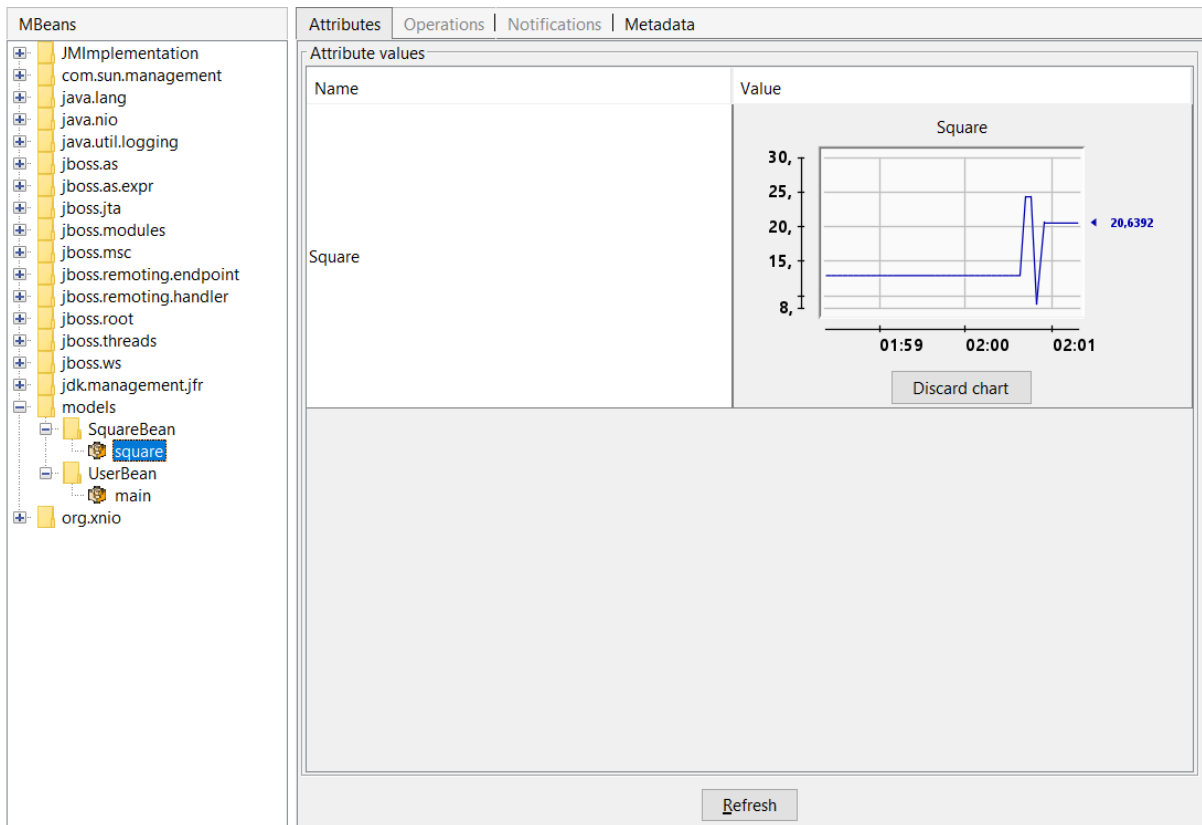 MBeans
JMImplementation
com.sun.management
java.lang
java.nio
java.util.logging
jboss.as
jboss.as.expr
jboss.jta
jboss.modules
jboss.msc
jboss.remoting.endpoint
jboss.remoting.handler
jboss.root
jboss.threads
jboss.ws
jdk.management.jfr
models
SquareBean
square
UserBean
main
org.xnio
Attributes Operations Notifications Metadata
Attribute values
Name Value
Square
Square
30,
25,
20,
15,
8,
20,6392
01:59 02:00 02:01
Discard chart
Refresh